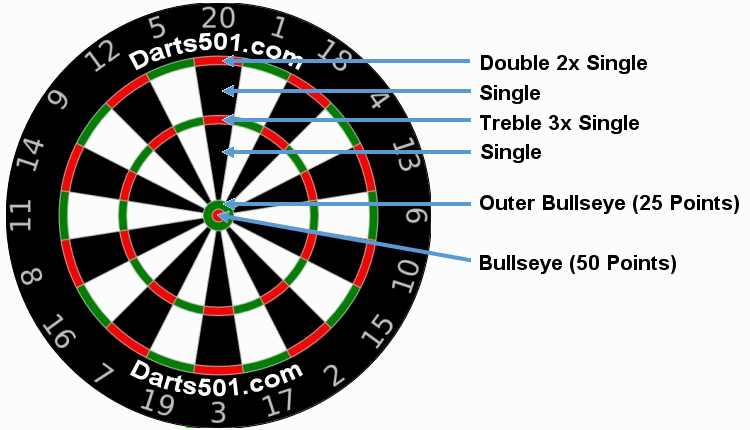 20
1
18
4
13
6
10
15
2
17
3
19
7
16
8
11
14
9
12
5
Darts501.com
Darts501.com
Double 2x Single
Single
Treble 3x Single
Single
Outer Bullseye (25 Points)
Bullseye (50 Points)